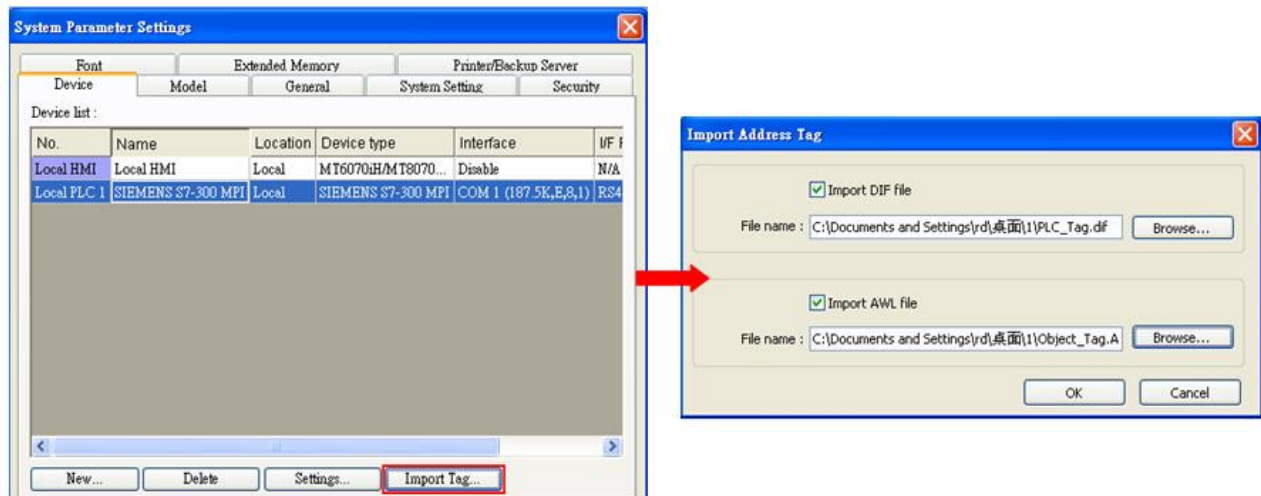 System Parameter Settings
Font Extended Memory Printer/Backup Server
Device Model General System Setting Security
Device list :
No. Name Location Device type Interface I/F
Local HMI Local HMI Local MT6070iH/MT8070... Disable N/A
Local PLC 1 SIEMENS S7-300 MPI Local SIEMENS S7-300 MPI COM 1 (187.5K,E,8,1) RS4
New... Delete Settings... Import Tag...
Import Address Tag
Import DIF file
File name : C:\Documents and Settings\rd\桌面\1\PLC_Tag.dif Browse...
Import AWL file
File name : C:\Documents and Settings\rd\桌面\1\Object_Tag.A Browse...
OK Cancel